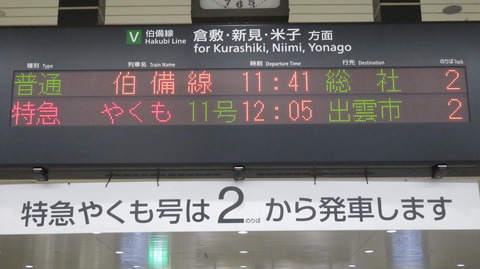 V 伯備線 倉敷・新見・米子 方面
Hakubi Line for Kurashiki, Niimi, Yonago
種別 Type 列車名 Train Name 時刻 Departure Time 行先 Destination のりば Track
普通 伯備線 11:41 総社 2
特急 やくも 11号 12:05 出雲市 2
特急やくも号は 2 のりば から発車します